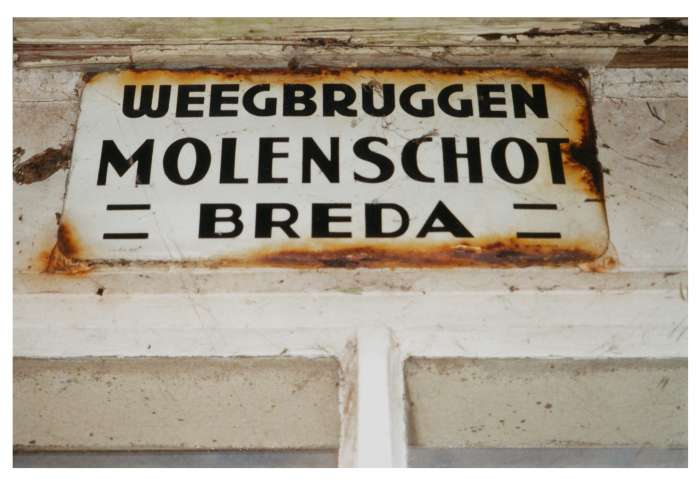 WEEGBRUGGEN
MOLENSCHOT
= BREDA =